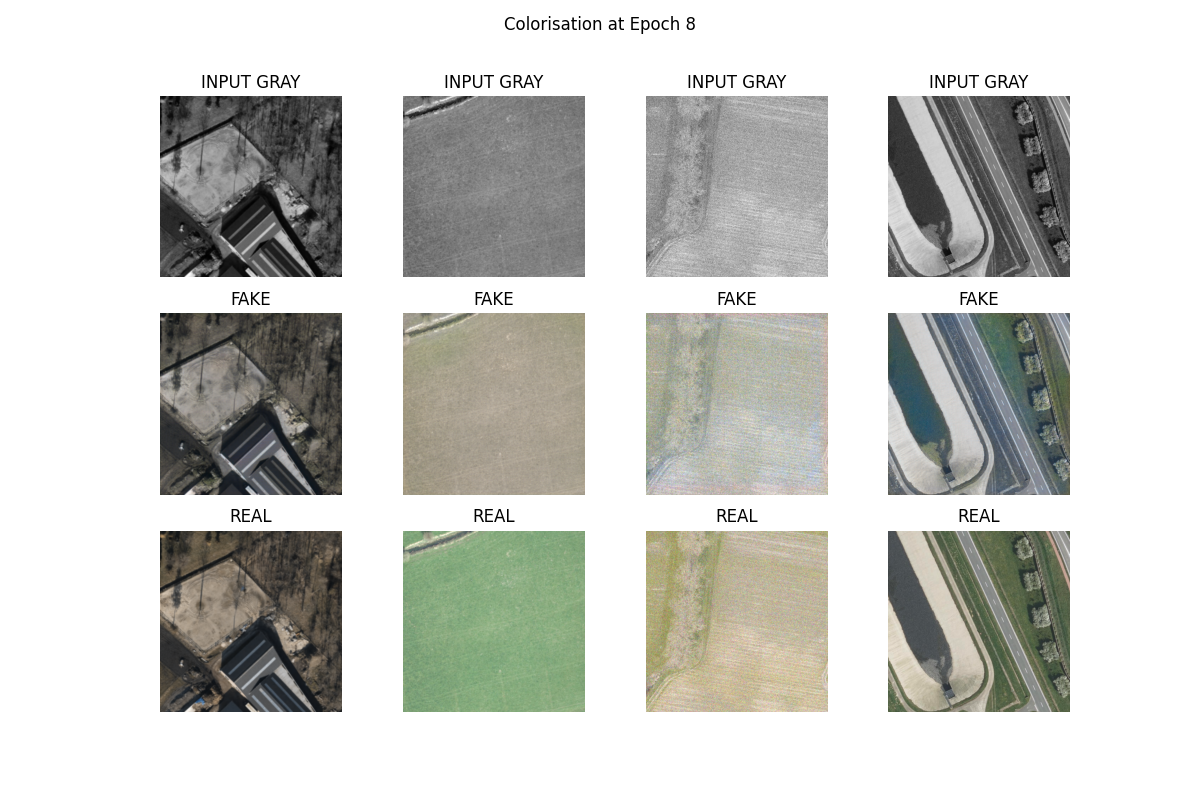 Colorisation at Epoch 8
INPUT GRAY INPUT GRAY INPUT GRAY INPUT GRAY
FAKE FAKE FAKE FAKE
REAL REAL REAL REAL